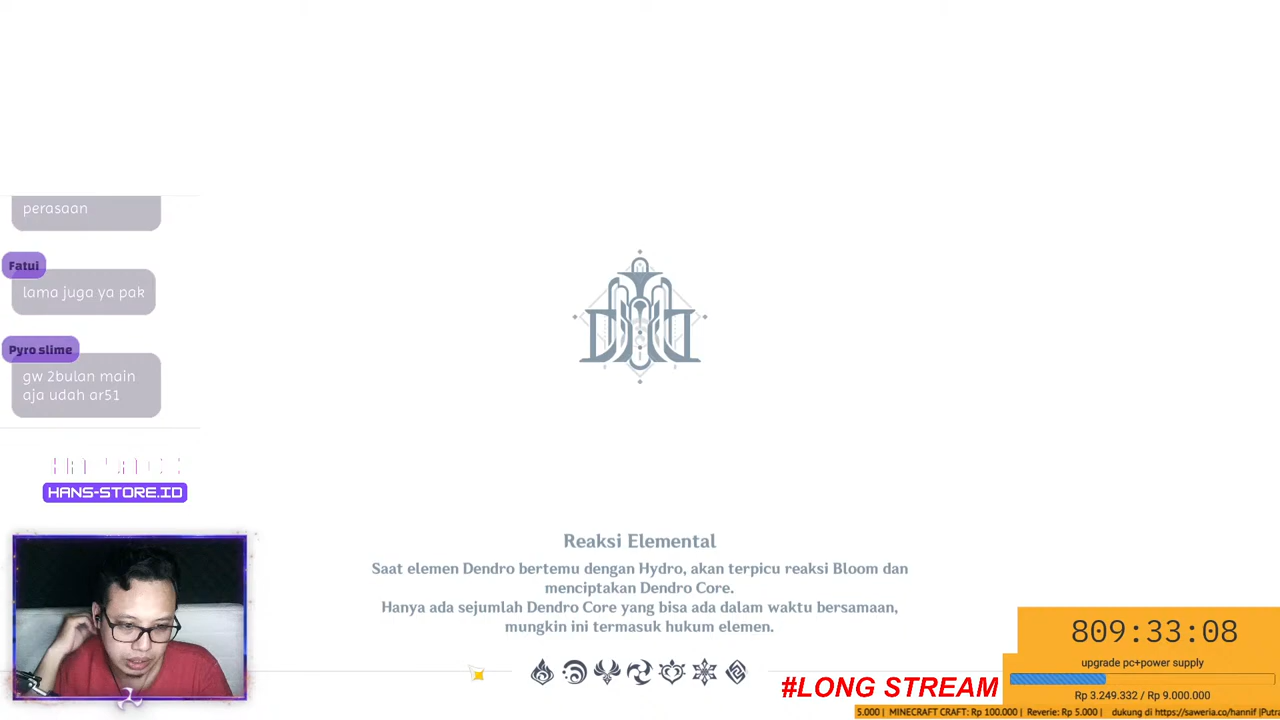 perasaan
Fatui
lama juga ya pak
Pyro slime
gw 2bulan main
aja udah ar51
HANS-STORE.ID
Reaksi Elemental
Saat elemen Dendro bertemu dengan Hydro, akan terpicu reaksi Bloom dan
menciptakan Dendro Core.
Hanya ada sejumlah Dendro Core yang bisa ada dalam waktu bersamaan,
mungkin ini termasuk hukum elemen.
#LONG STREAM
809:33:08
upgrade pc+power supply
Rp 3.249.332 / Rp 9.000.000
5.000 | MINECRAFT CRAFT: Rp 100.000 | Reverie: Rp 5.000 | dukung di https://saweria.co/hannif |Putra